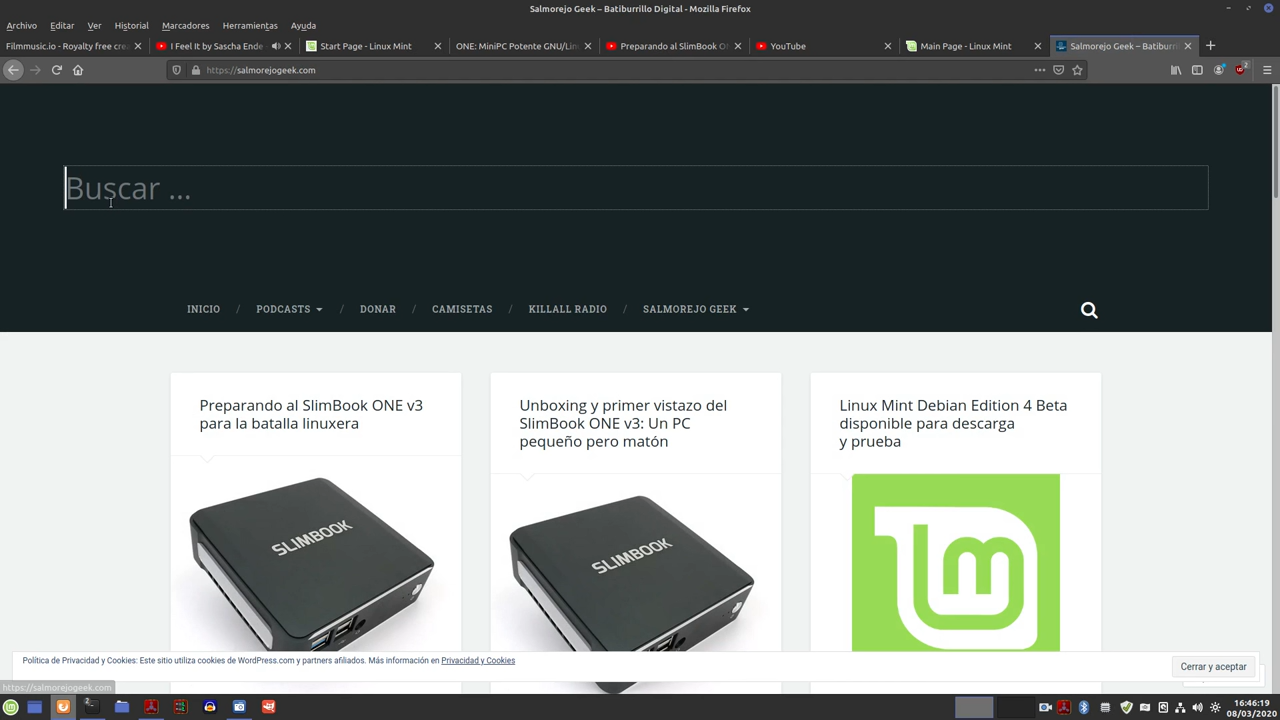 Salmorejo Geek – Batiburrillo Digital - Mozilla Firefox
Archivo Editar Ver Historial Marcadores Herramientas Ayuda
Filmmusic.io - Royalty free cre
I Feel It by Sascha Ende
Start Page - Linux Mint
ONE: MiniPC Potente GNU/Lin
Preparando al SlimBook O
YouTube
Main Page - Linux Mint
Salmorejo Geek – Batiburri
https://salmorejogeek.com
2
Buscar ...
INICIO / PODCASTS / DONAR / CAMISETAS / KILLALL RADIO / SALMOREJO GEEK
Preparando al SlimBook ONE v3
para la batalla linuxera
Unboxing y primer vistazo del
SlimBook ONE v3: Un PC
pequeño pero matón
Linux Mint Debian Edition 4 Beta
disponible para descarga
y prueba
SLIMBOOK
SLIMBOOK
lm
Política de Privacidad y Cookies: Este sitio utiliza cookies de WordPress.com y partners afiliados. Más información en Privacidad y Cookies
Cerrar y aceptar
https://salmorejogeek.com
16:46:19
08/03/2020